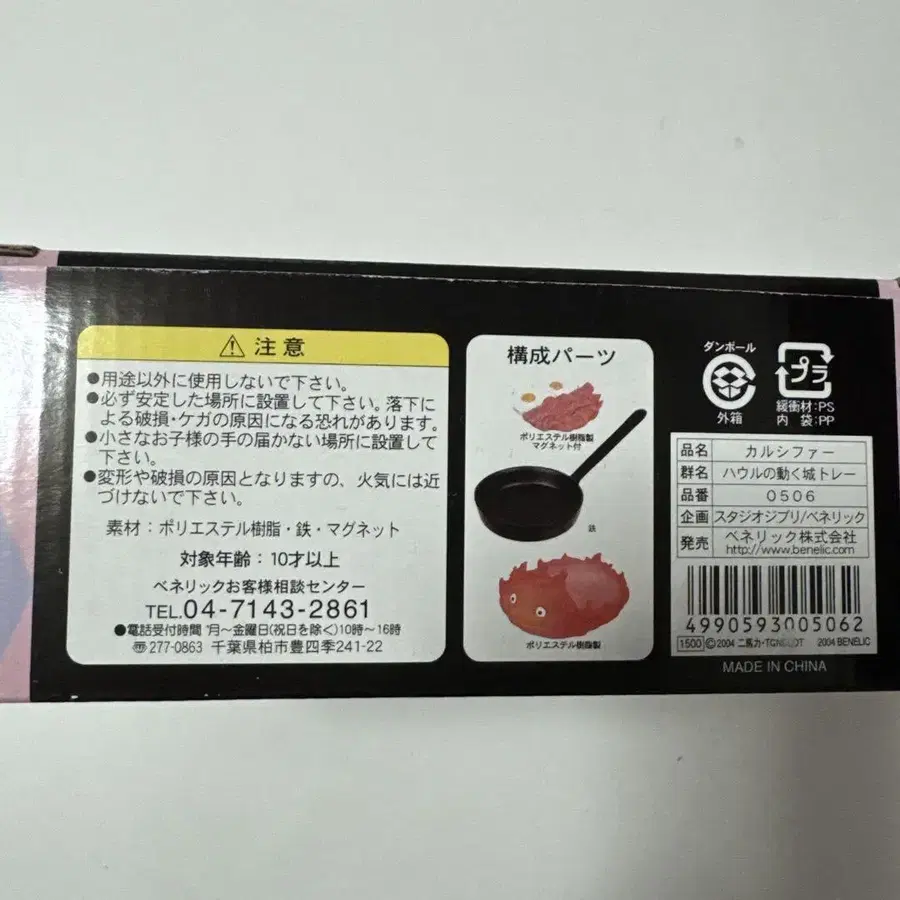 ⚠ 注意
●用途以外に使用しないで下さい。
●必ず安定した場所に設置して下さい。落下に
よる破損・ケガの原因になる恐れがあります。
●小さなお子様の手の届かない場所に設置して
下さい。
●変形や破損の原因となりますの、火気には近
づけないで下さい。
素材：ポリエステル樹脂・鉄・マグネット
対象年齢：10才以上
ベネリックお客様相談センター
TEL.04-7143-2861
●電話受付時間 月～金曜日(祝日を除く)10時～16時
〠277-0863 千葉県柏市豊四季241-22
構成パーツ
ポリエステル樹脂製
マグネット付
鉄
ポリエステル樹脂製
ダンボール
外箱
プラ
緩衝材:PS
内 袋:PP
品名 カルシファー
群名 ハウルの動く城トレー
品番 0506
企画 スタジオジブリ/ベネリック
発売 ベネリック株式会社
http://www.benelic.com
4990593005062
1500 ©2004 二馬力・ 2004 BENELIC
MADE IN CHINA